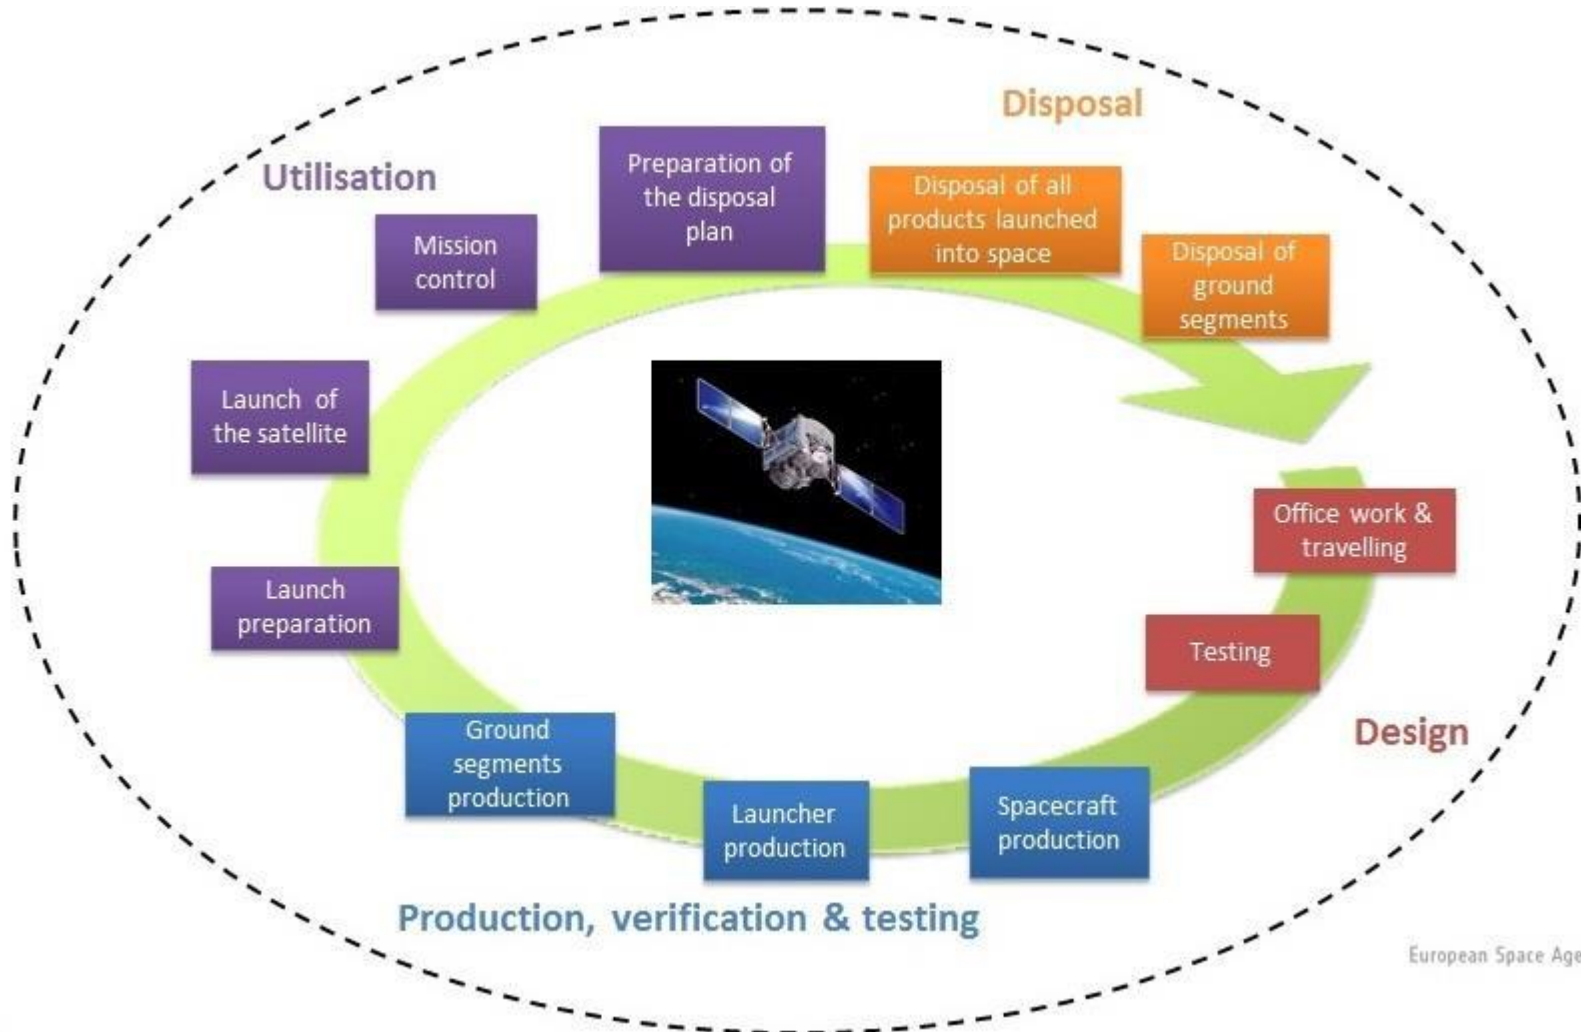 Disposal
Utilisation
Preparation of
the disposal
plan
Disposal of all
products launched
into space
Mission
control
Disposal of
ground
segments
Launch of
the satellite
Office work &
travelling
Launch
preparation
Testing
Design
Ground
segments
production
Launcher
production
Spacecraft
production
Production, verification & testing
European Space Age